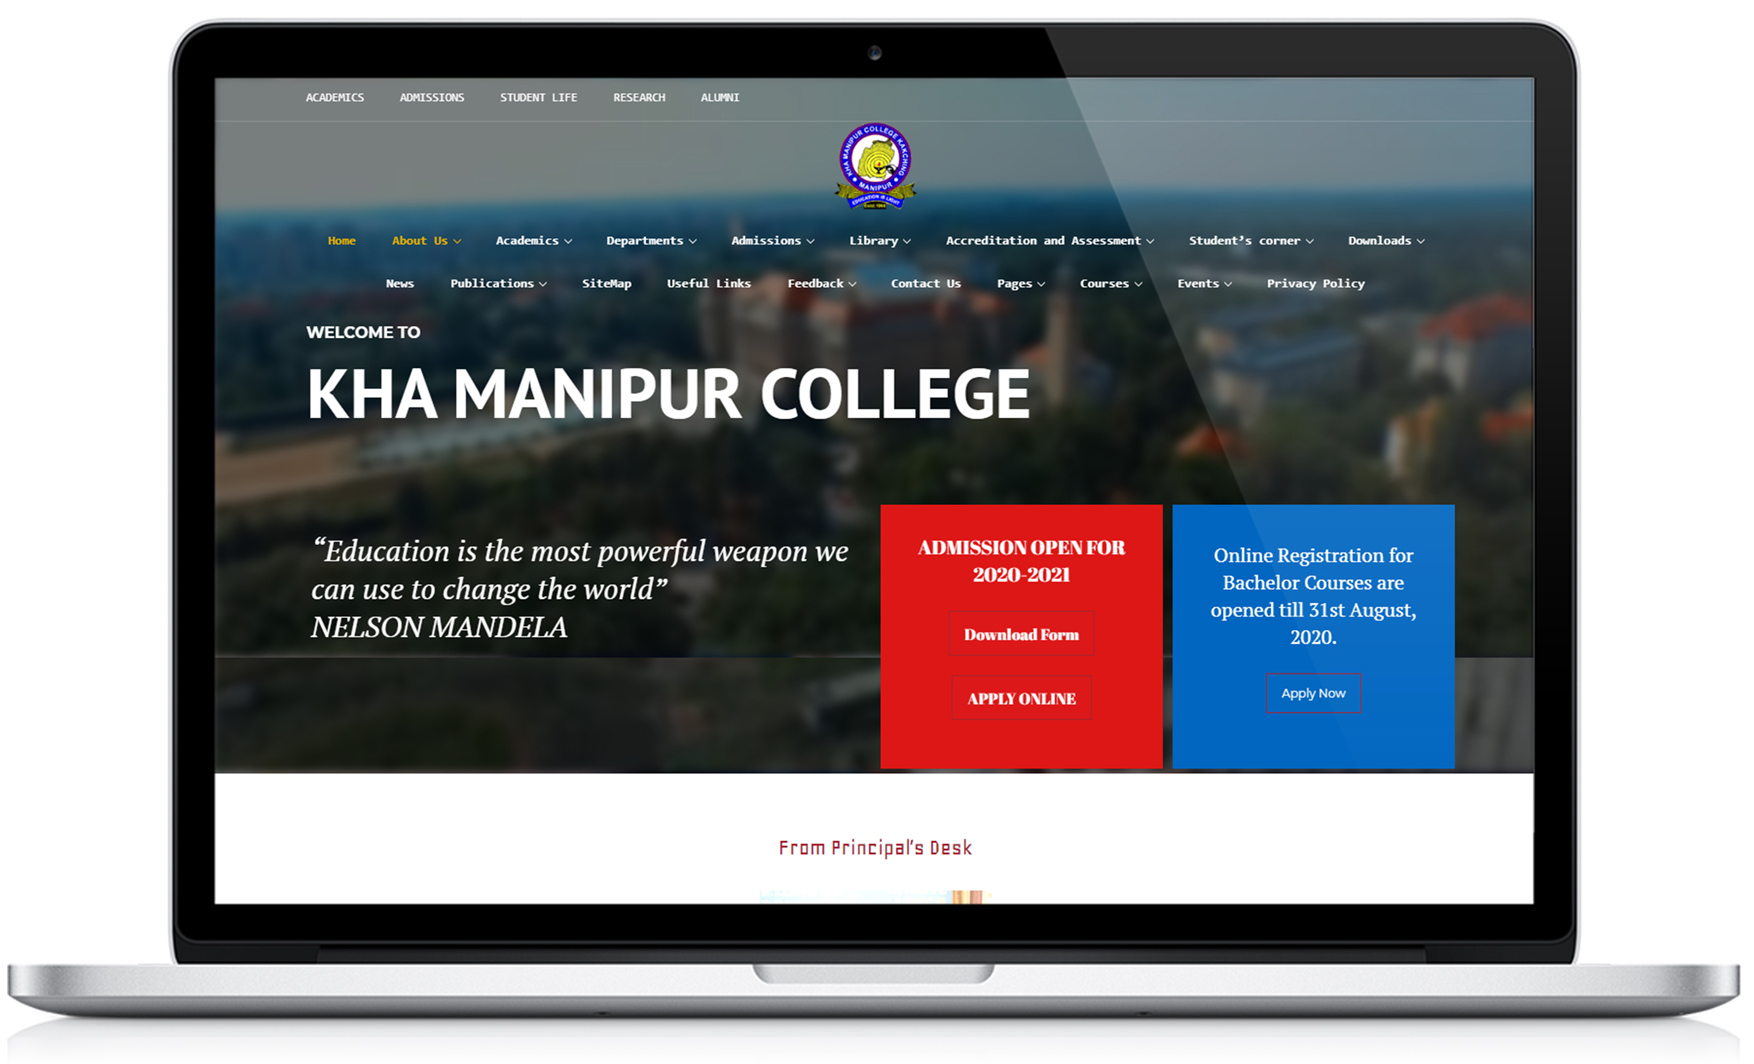 ACADEMICS ADMISSIONS STUDENT LIFE RESEARCH ALUMNI
KHA MANIPUR COLLEGE KAKCHING
MANIPUR
EDUCATION IS LIGHT
Home About Us Academics Departments Admissions Library Accreditation and Assessment Student’s corner Downloads
News Publications SiteMap Useful Links Feedback Contact Us Pages Courses Events Privacy Policy
WELCOME TO
KHA MANIPUR COLLEGE
“Education is the most powerful weapon we
can use to change the world”
NELSON MANDELA
ADMISSION OPEN FOR
2020-2021
Download Form
APPLY ONLINE
Online Registration for
Bachelor Courses are
opened till 31st August,
2020.
Apply Now
From Principal's Desk